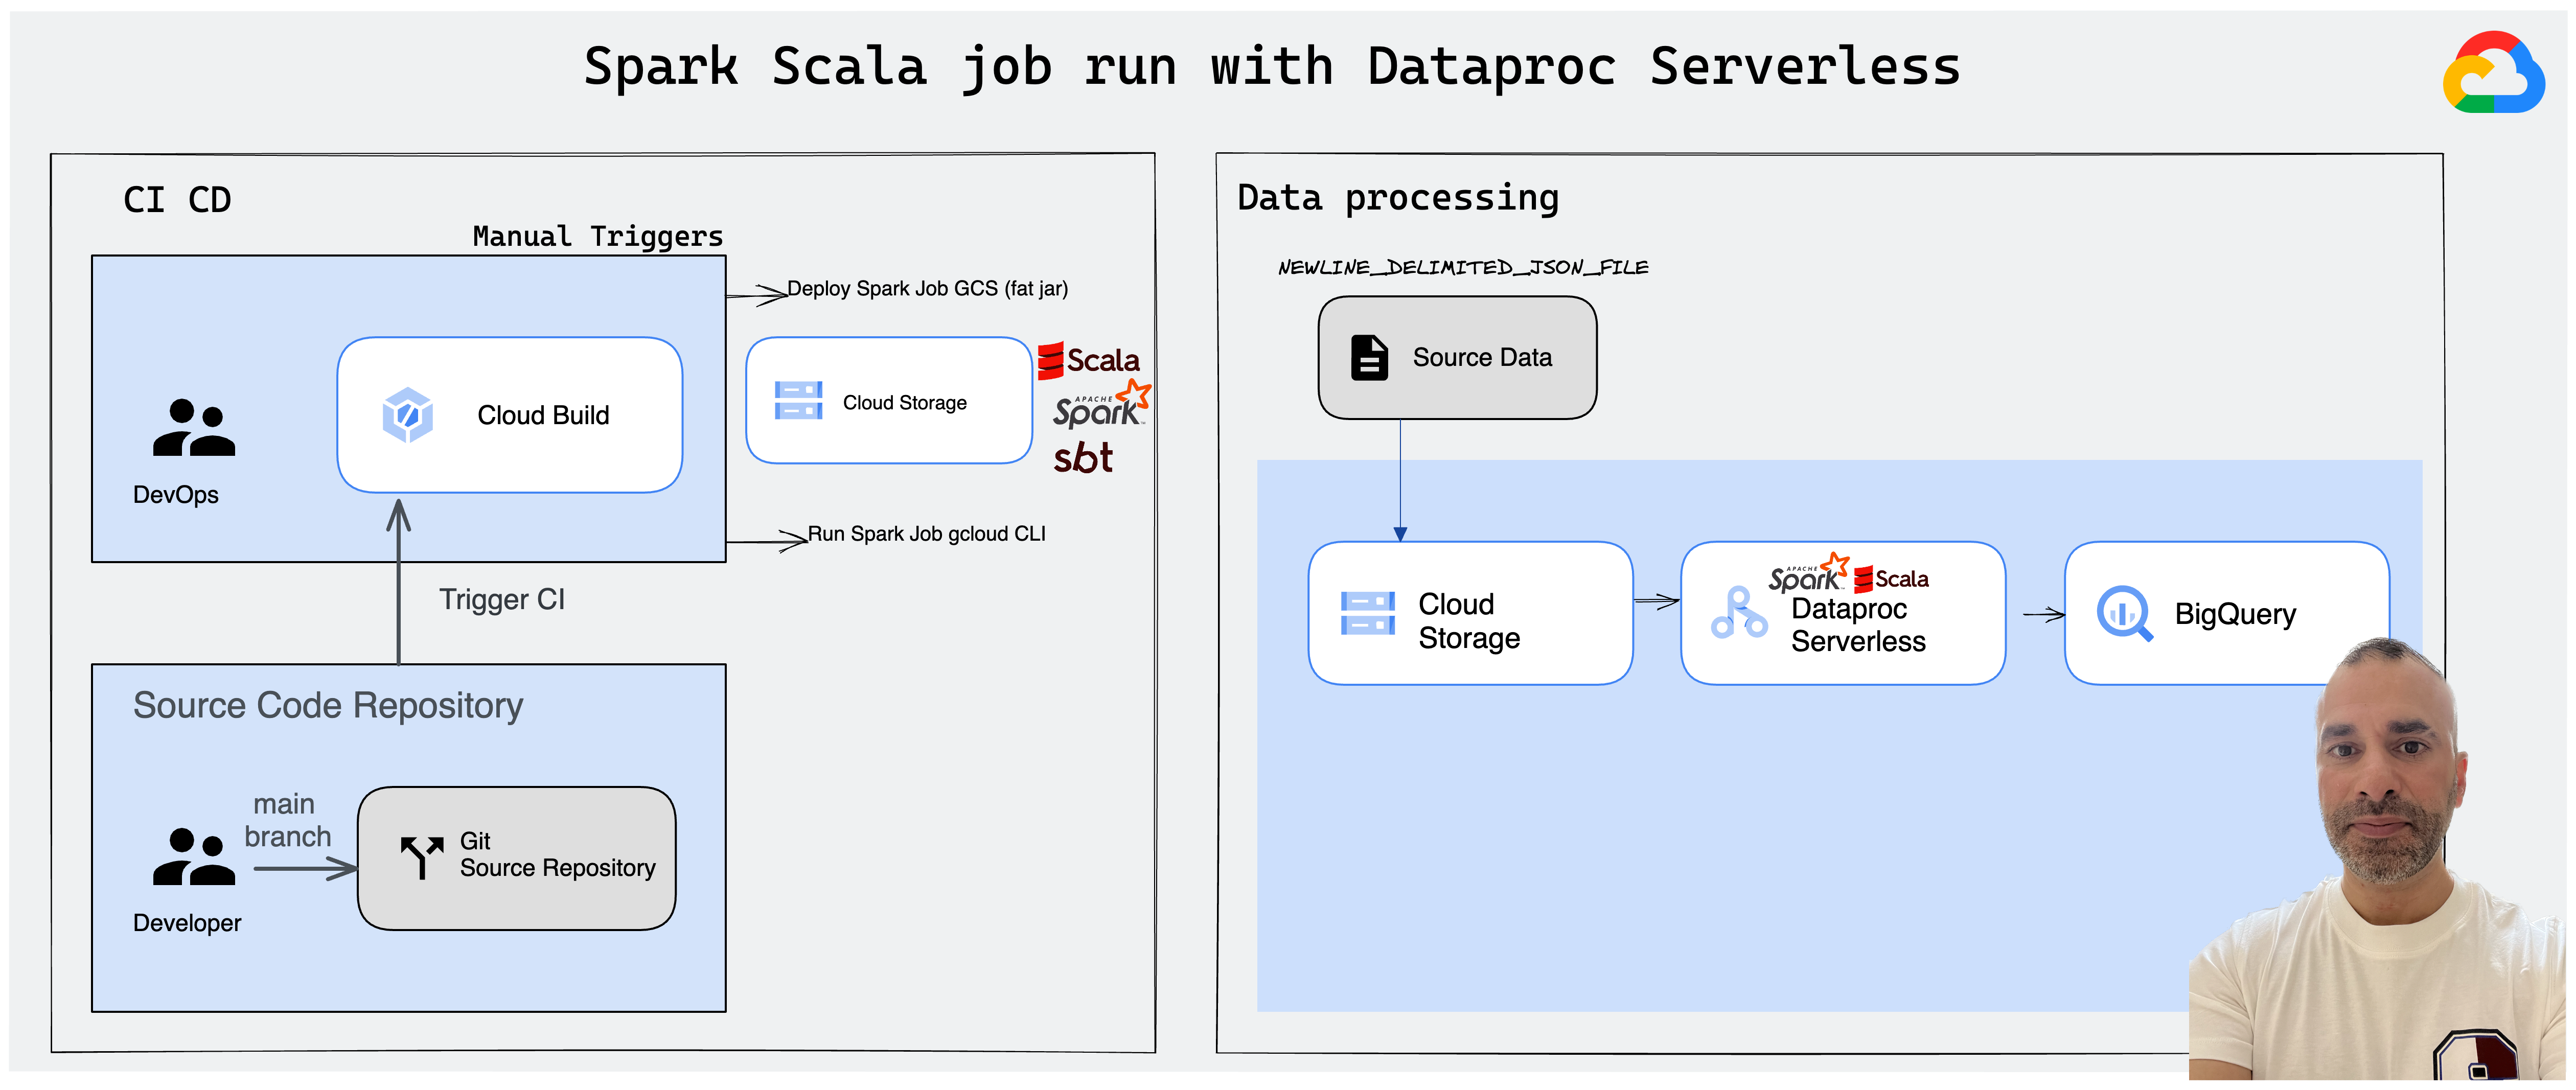 Spark Scala job run with Dataproc Serverless
CI CD
Manual Triggers
Deploy Spark Job GCS (fat jar)
Cloud Build
DevOps
Cloud Storage
Scala
APACHE
Spark™
sbt
Run Spark Job gcloud CLI
Trigger CI
Source Code Repository
main
branch
Git
Source Repository
Developer
Data processing
NEWLINE_DELIMITED_JSON_FILE
Source Data
Cloud
Storage
APACHE
Spark™
Scala
Dataproc
Serverless
BigQuery